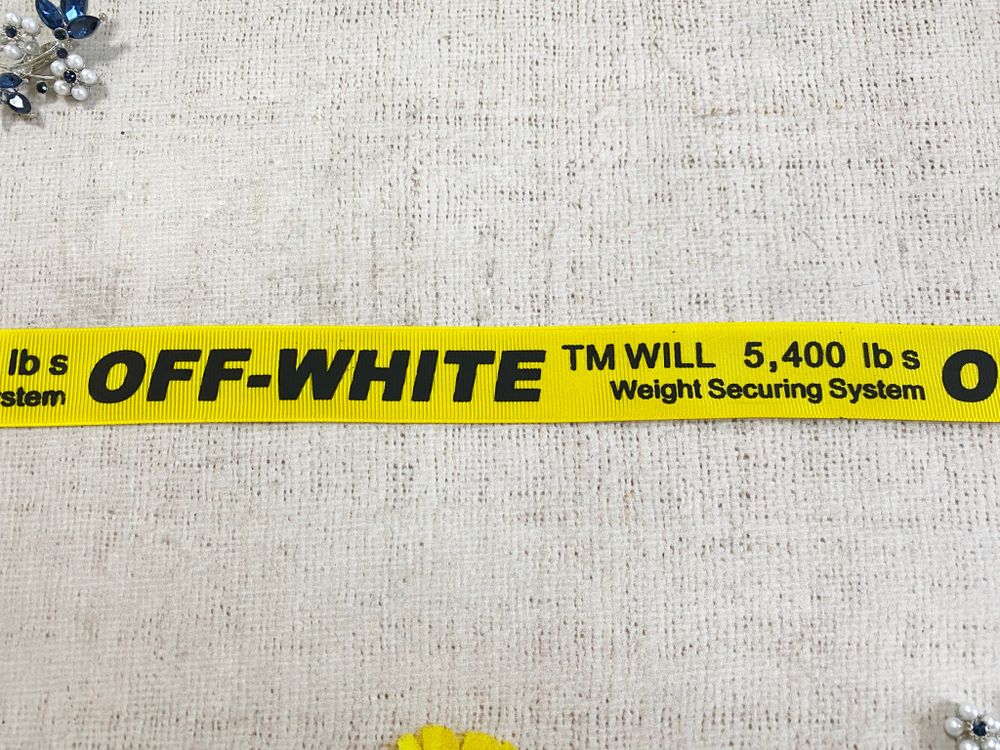 lb s OFF-WHITE TM WILL 5,400 lb s O
stem Weight Securing System